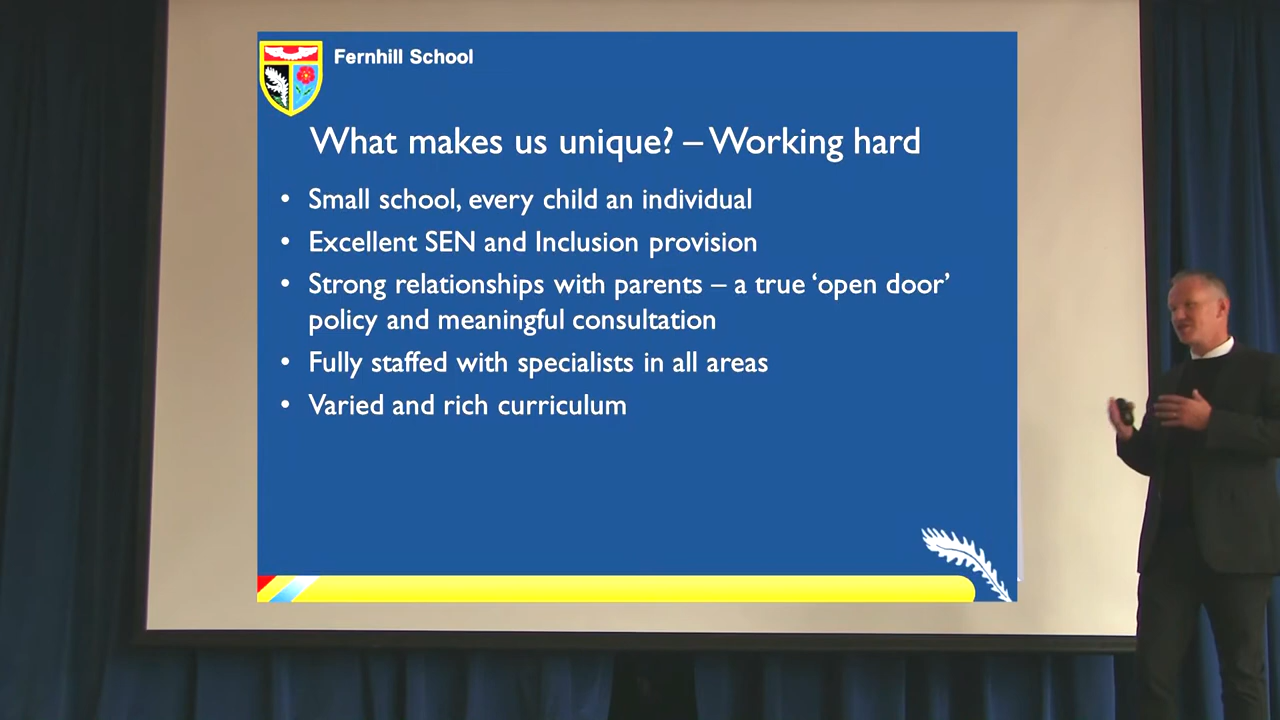 Fernhill School
What makes us unique? – Working hard
• Small school, every child an individual
• Excellent SEN and Inclusion provision
• Strong relationships with parents – a true ‘open door’
policy and meaningful consultation
• Fully staffed with specialists in all areas
• Varied and rich curriculum